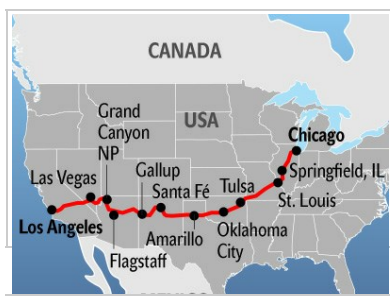 CANADA
Grand
Canyon
NP
USA
Chicago
Las Vegas
Gallup
Santa Fé
Tulsa
Springfield, IL
St. Louis
Los Angeles
Amarillo
Oklahoma
City
Flagstaff